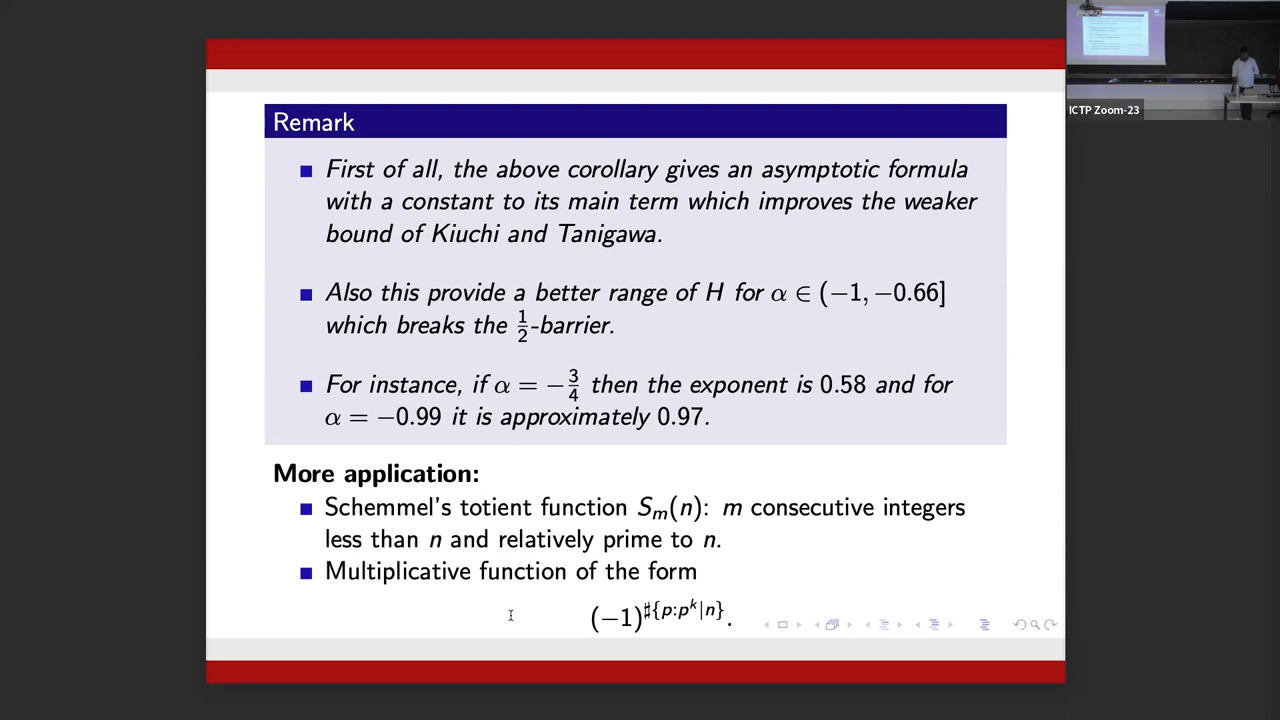 Remark
First of all, the above corollary gives an asymptotic formula
with a constant to its main term which improves the weaker
bound of Kiuchi and Tanigawa.
Also this provide a better range of H for α ∈ (−1, −0.66]
which breaks the 1/2-barrier.
For instance, if α = −3/4 then the exponent is 0.58 and for
α = −0.99 it is approximately 0.97.
More application:
Schemmel's totient function Sₘ(n): m consecutive integers
less than n and relatively prime to n.
Multiplicative function of the form
(−1)^{♯{p:p^k|n}}.
ICTP Zoom-23